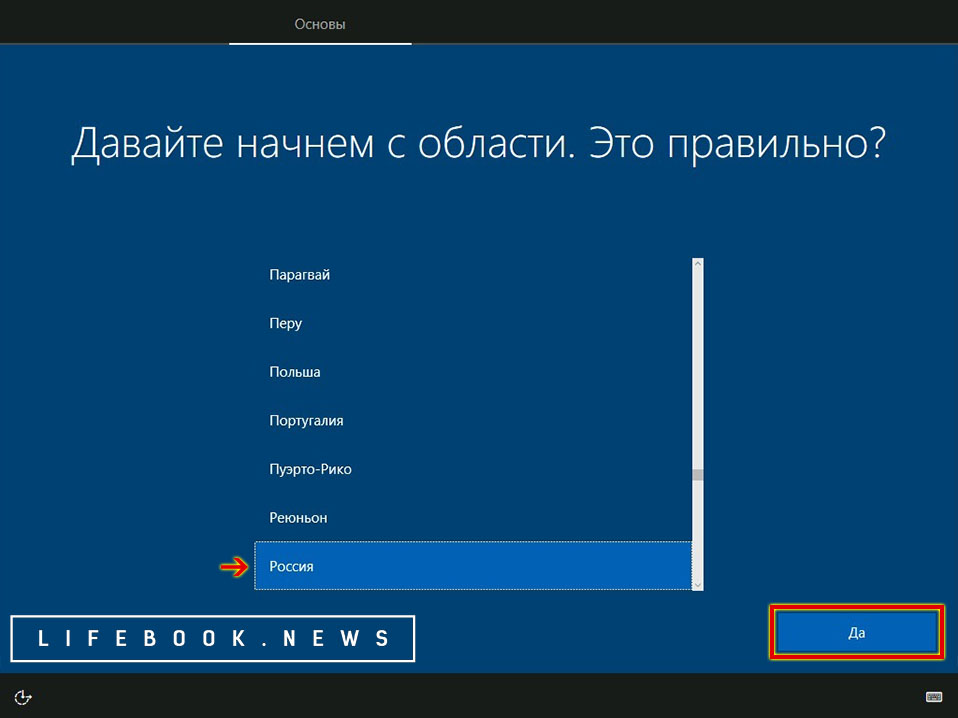 Основы
Давайте начнем с области. Это правильно?
Парагвай
Перу
Польша
Португалия
Пуэрто-Рико
Реюньон
Россия
LIFEBOOK.NEWS
Да